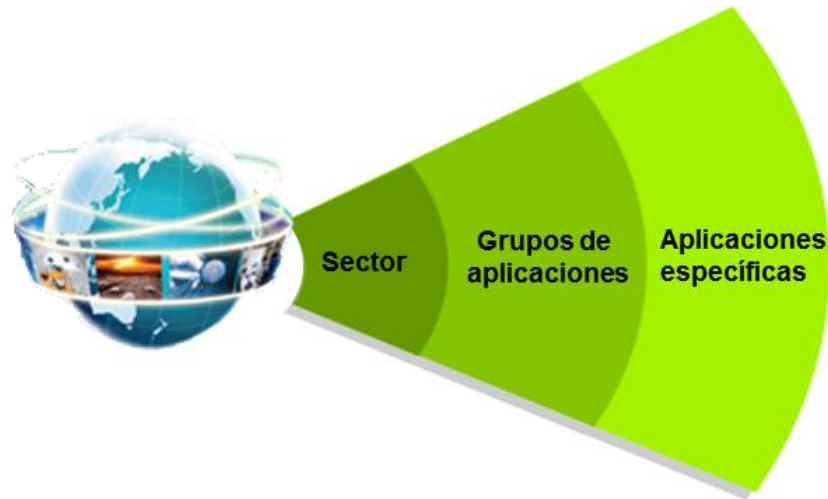 Sector
Grupos de
aplicaciones
Aplicaciones
específicas